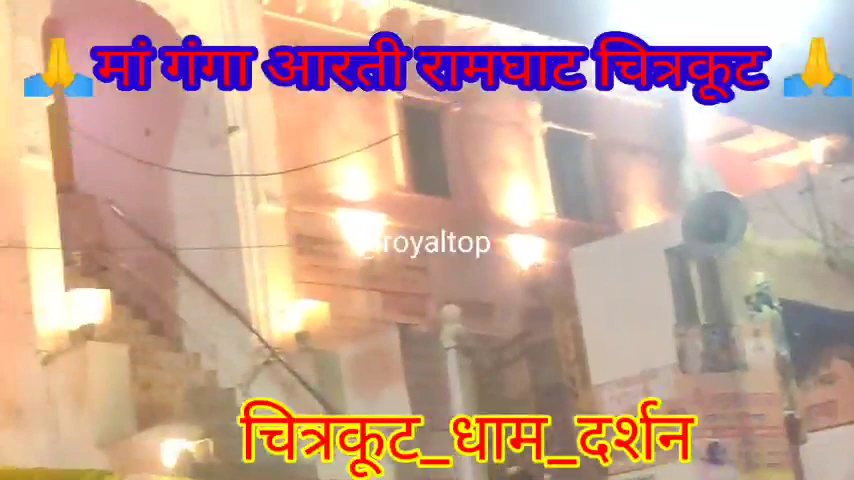 🙏मां गंगा आरती रामघाट चित्रकूट 🙏
royaltop
चित्रकूट_धाम_दर्शन